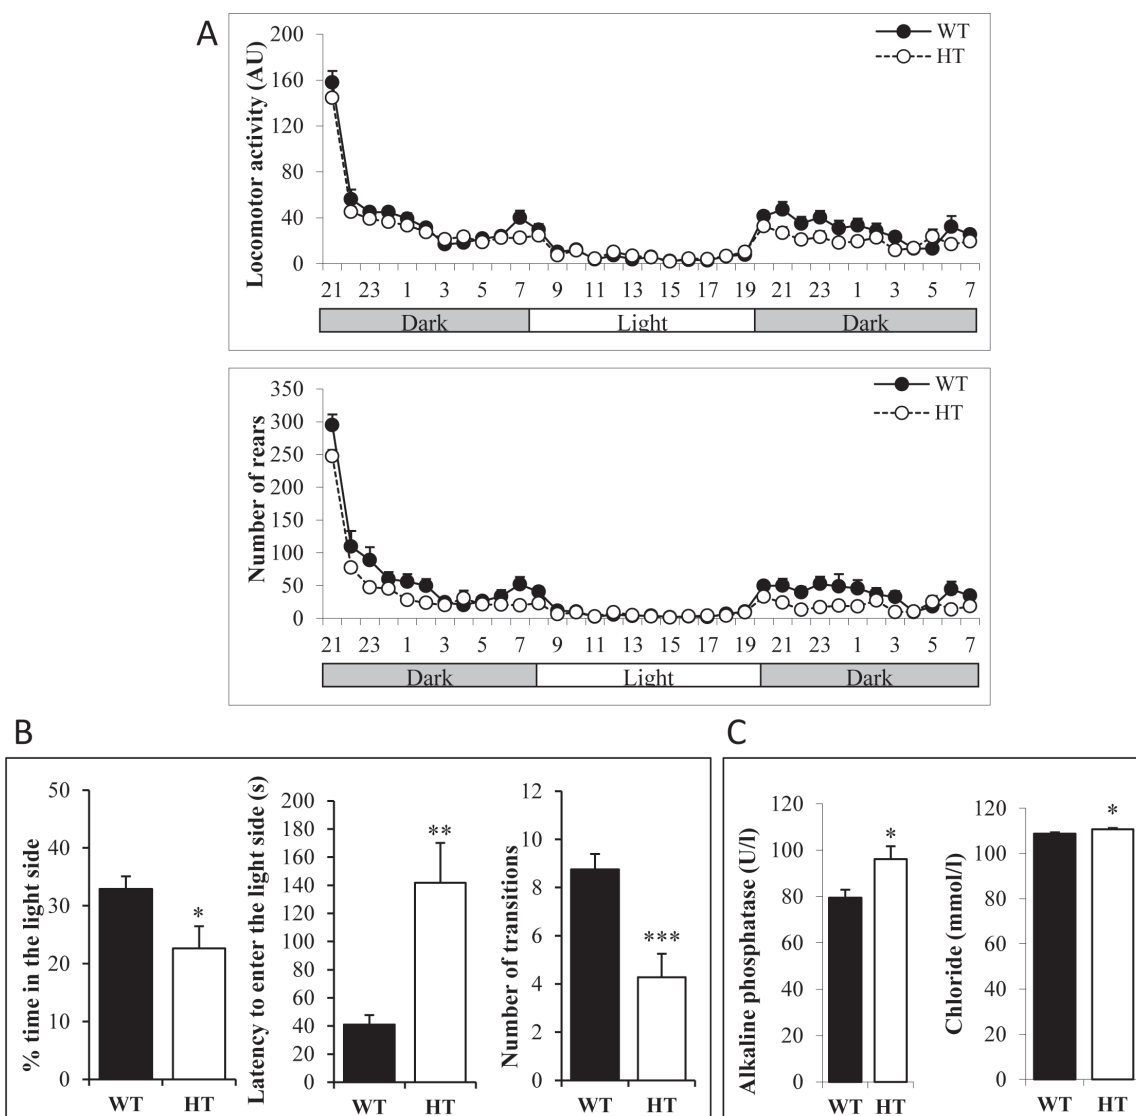 A
Locomotor activity (AU)
200
160
120
80
40
0
WT
HT
21 23 1 3 5 7 9 11 13 15 17 19 21 23 1 3 5 7
Dark Light Dark
Number of rears
350
300
250
200
150
100
50
0
WT
HT
21 23 1 3 5 7 9 11 13 15 17 19 21 23 1 3 5 7
Dark Light Dark
B
% time in the light side
50
40
30
20
10
0
*
WT HT
Latency to enter the light side (s)
200
180
160
140
120
100
80
60
40
20
0
**
WT HT
Number of transitions
12
10
8
6
4
2
0
***
WT HT
C
Alkaline phosphatase (U/l)
120
100
80
60
40
20
0
*
WT HT
Chloride (mmol/l)
120
100
80
60
40
20
0
*
WT HT